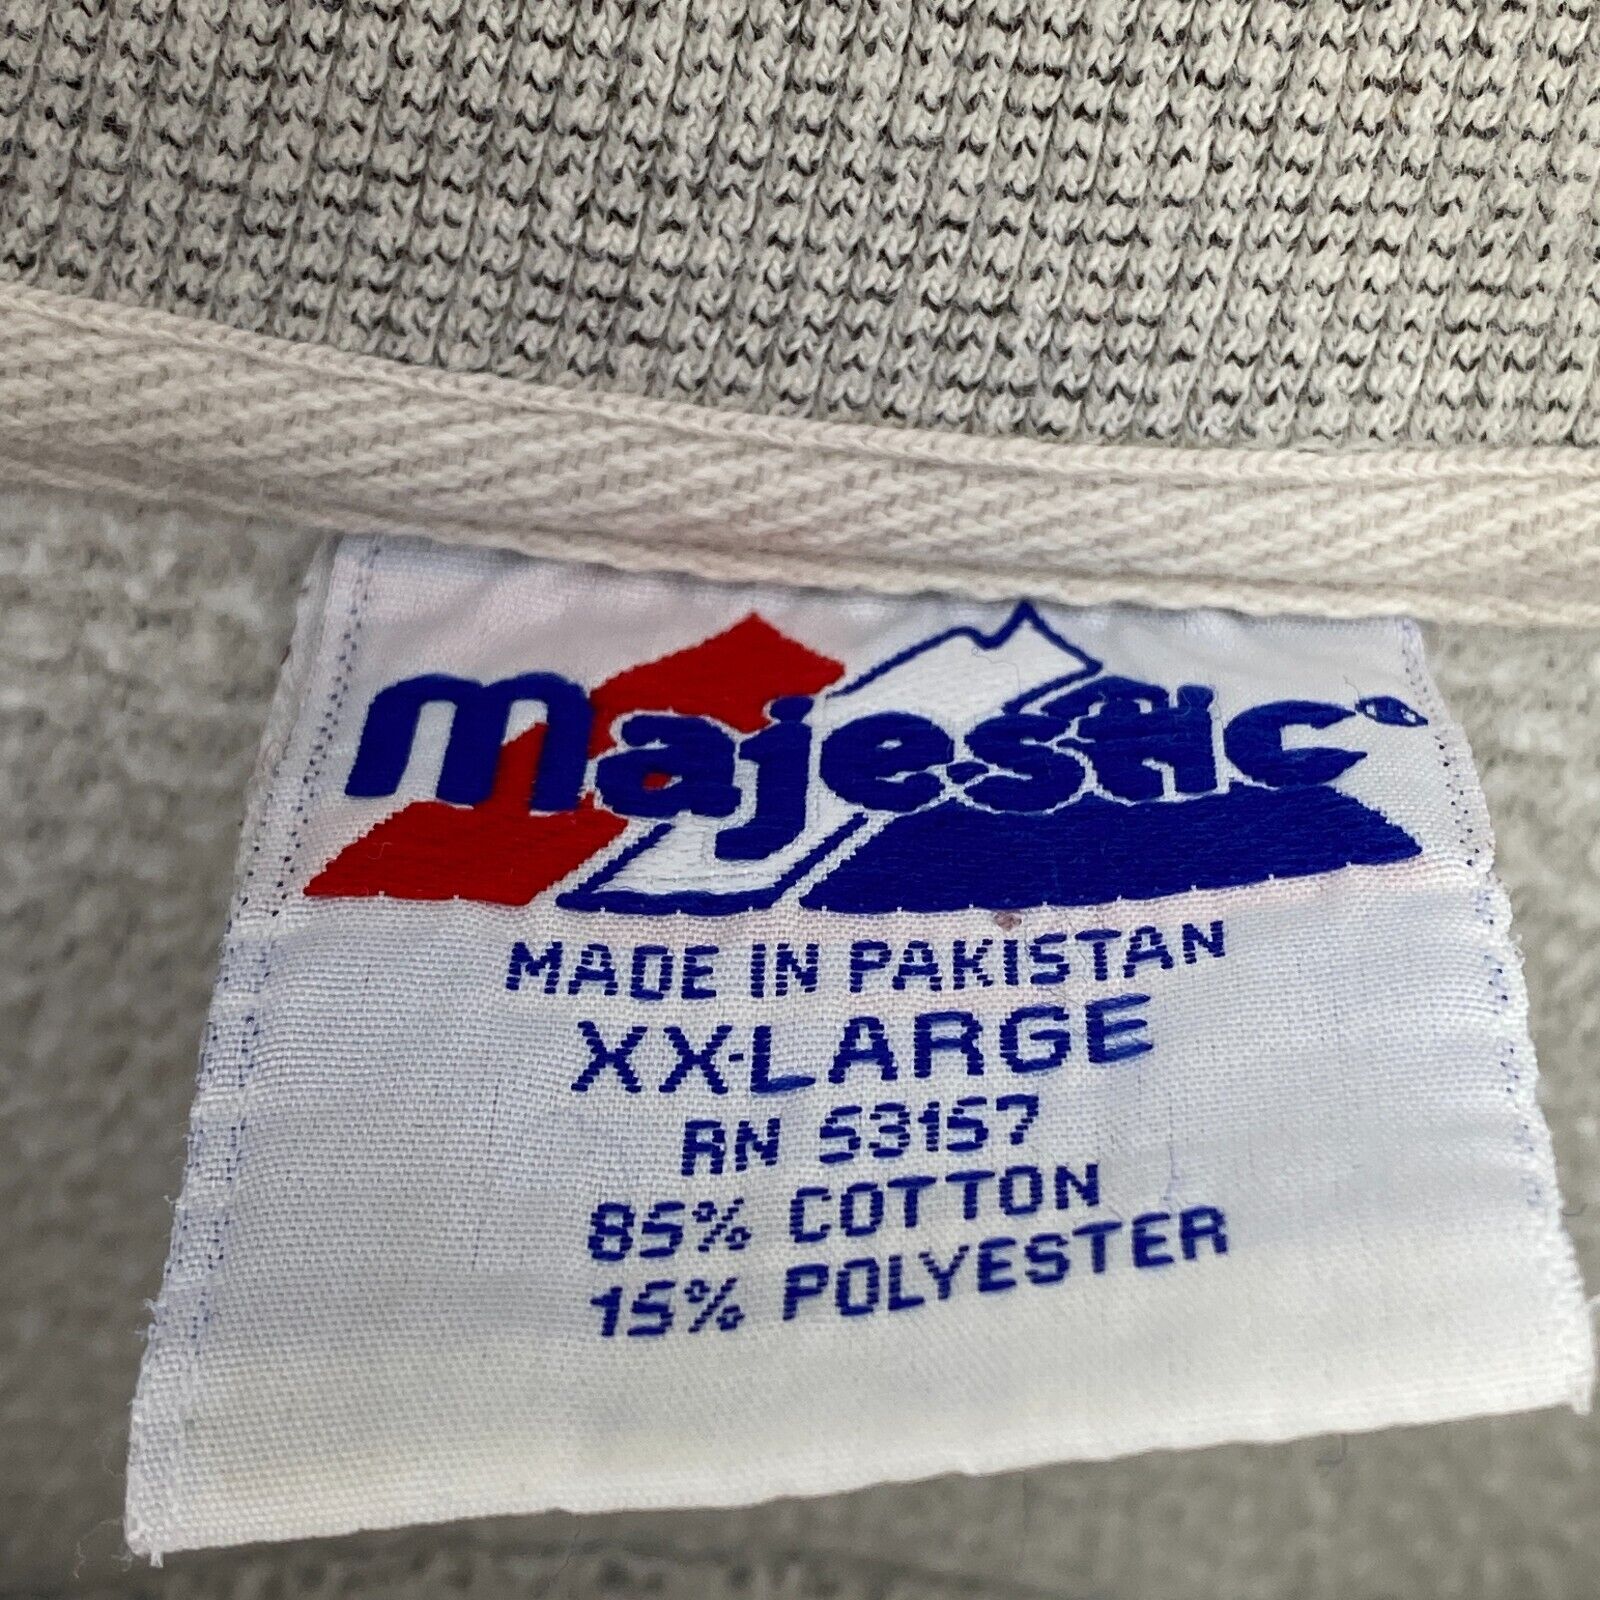 majestic
MADE IN PAKISTAN
XX-LARGE
RN 53157
85% COTTON
15% POLYESTER